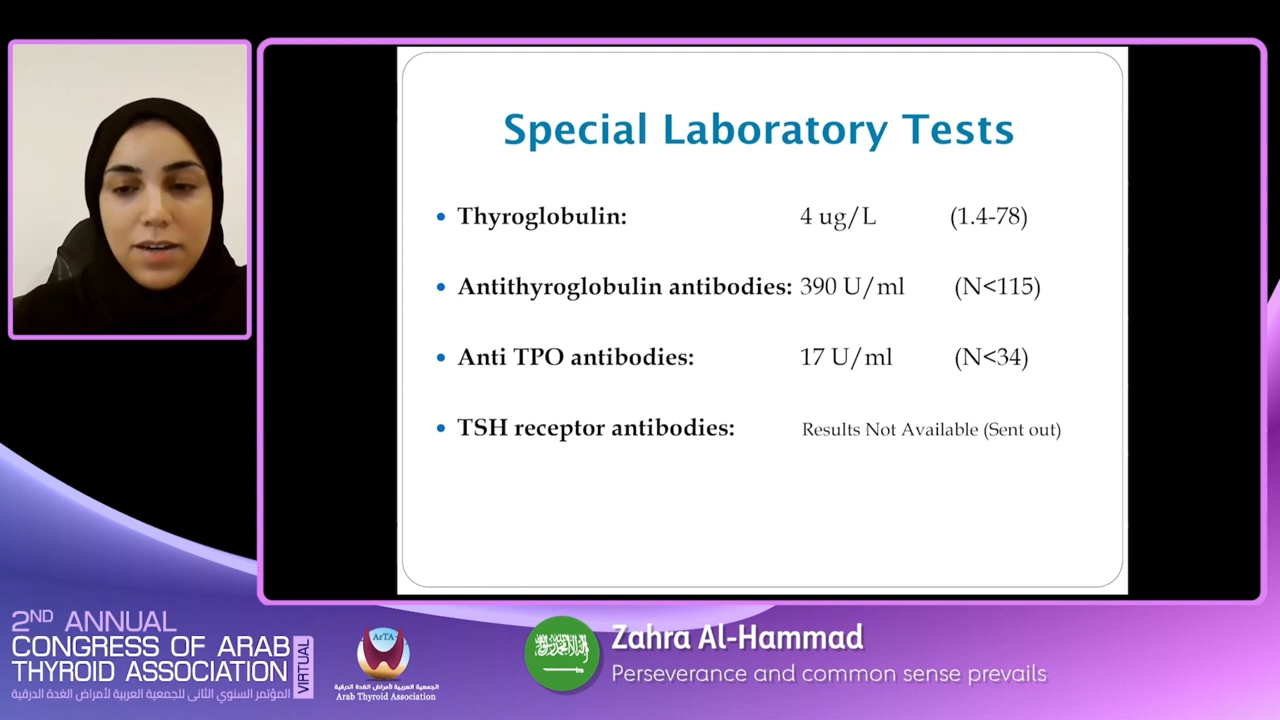 Special Laboratory Tests
• Thyroglobulin: 4 ug/L (1.4-78)
• Antithyroglobulin antibodies: 390 U/ml (N<115)
• Anti TPO antibodies: 17 U/ml (N<34)
• TSH receptor antibodies: Results Not Available (Sent out)
2ND ANNUAL
CONGRESS OF ARAB
THYROID ASSOCIATION
VIRTUAL
المؤتمر السنوي الثاني للجمعية العربية لأمراض الغدة الدرقية
ArTA
الجمعية العربية لأمراض الغدة الدرقية
Arab Thyroid Association
Zahra Al-Hammad
Perseverance and common sense prevails